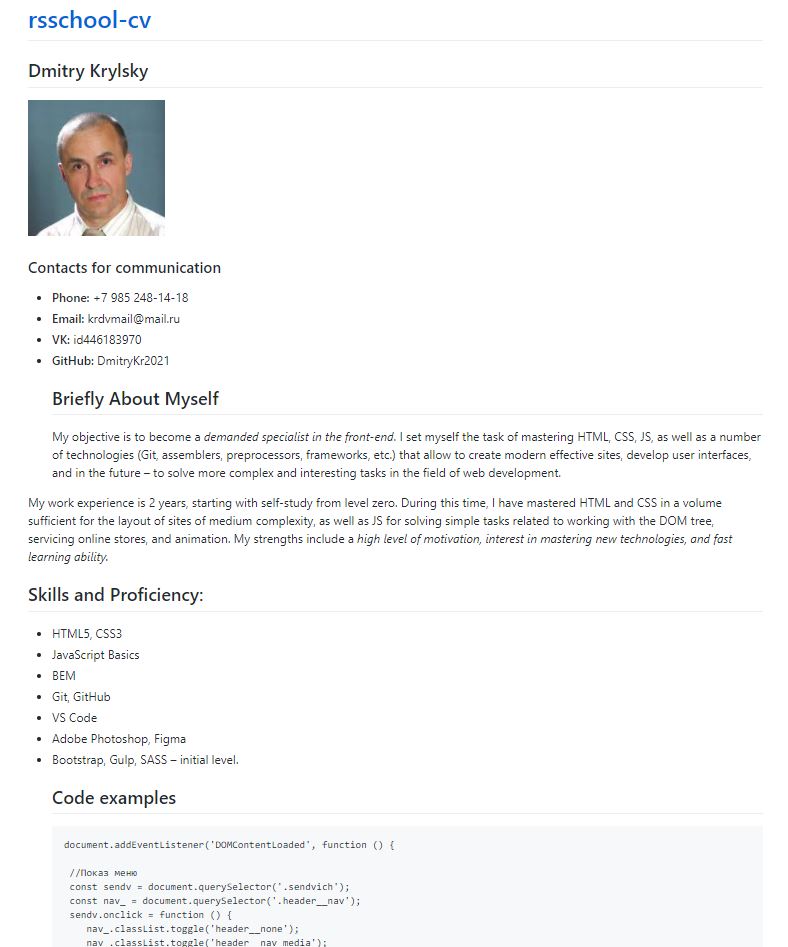 rsschool-cv
Dmitry Krylsky
Contacts for communication
Phone: +7 985 248-14-18
Email: krdvmail@mail.ru
VK: id446183970
GitHub: DmitryKr2021
Briefly About Myself
My objective is to become a demanded specialist in the front-end. I set myself the task of mastering HTML, CSS, JS, as well as a number
of technologies (Git, assemblers, preprocessors, frameworks, etc.) that allow to create modern effective sites, develop user interfaces,
and in the future – to solve more complex and interesting tasks in the field of web development.
My work experience is 2 years, starting with self-study from level zero. During this time, I have mastered HTML and CSS in a volume
sufficient for the layout of sites of medium complexity, as well as JS for solving simple tasks related to working with the DOM tree,
servicing online stores, and animation. My strengths include a high level of motivation, interest in mastering new technologies, and fast
learning ability.
Skills and Proficiency:
HTML5, CSS3
JavaScript Basics
BEM
Git, GitHub
VS Code
Adobe Photoshop, Figma
Bootstrap, Gulp, SASS – initial level.
Code examples
document.addEventListener('DOMContentLoaded', function () {
//Показ меню
const sendv = document.querySelector('.sendvich');
const nav_ = document.querySelector('.header__nav');
sendv.onclick = function () {
nav_.classList.toggle('header__none');
nav_.classList.toggle('header__nav_media');